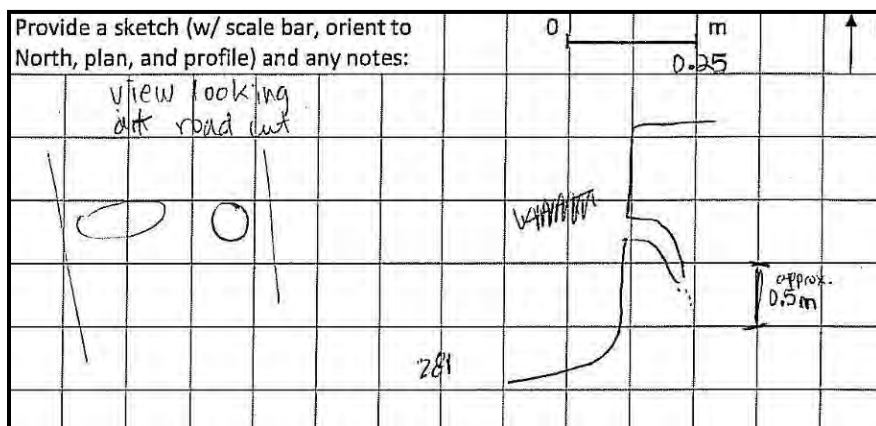 Provide a sketch (w/ scale bar, orient to
North, plan, and profile) and any notes:
0 m
0.25
view looking
at road cut
approx.
0.5m